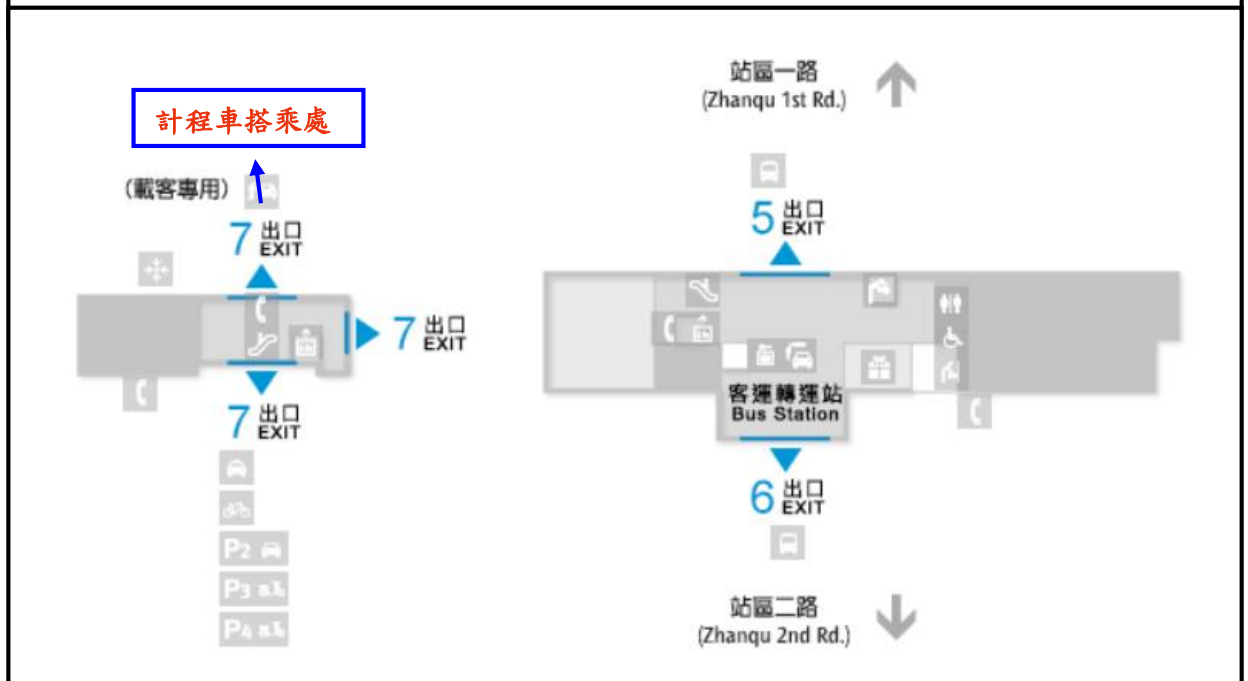 站區一路
(Zhanqu 1st Rd.)
計程車搭乘處
(載客專用)
7 出口
EXIT
5 出口
EXIT
7 出口
EXIT
客運轉運站
Bus Station
7 出口
EXIT
6 出口
EXIT
P2
P3
P4
站區二路
(Zhanqu 2nd Rd.)